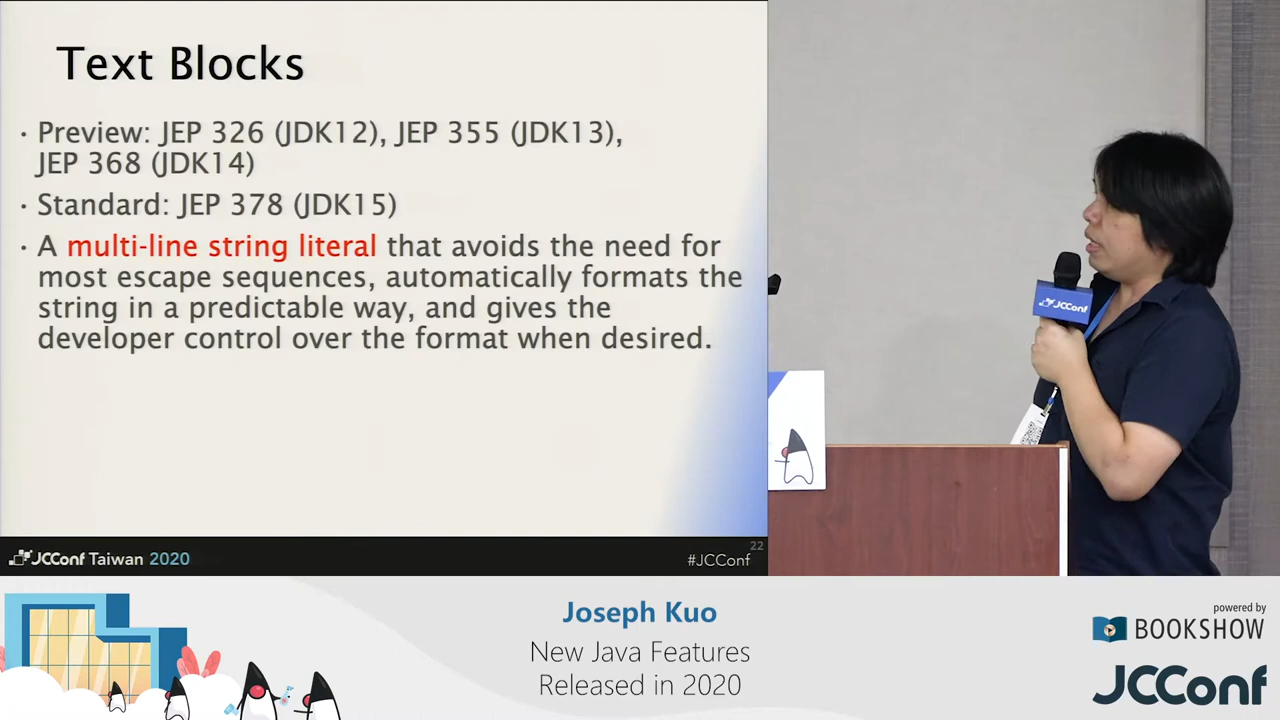 Text Blocks
• Preview: JEP 326 (JDK12), JEP 355 (JDK13),
JEP 368 (JDK14)
• Standard: JEP 378 (JDK15)
• A multi-line string literal that avoids the need for
most escape sequences, automatically formats the
string in a predictable way, and gives the
developer control over the format when desired.
22
JCConf Taiwan 2020
#JCConf
JCConf
Joseph Kuo
New Java Features
Released in 2020
powered by
BOOKSHOW
JCConf